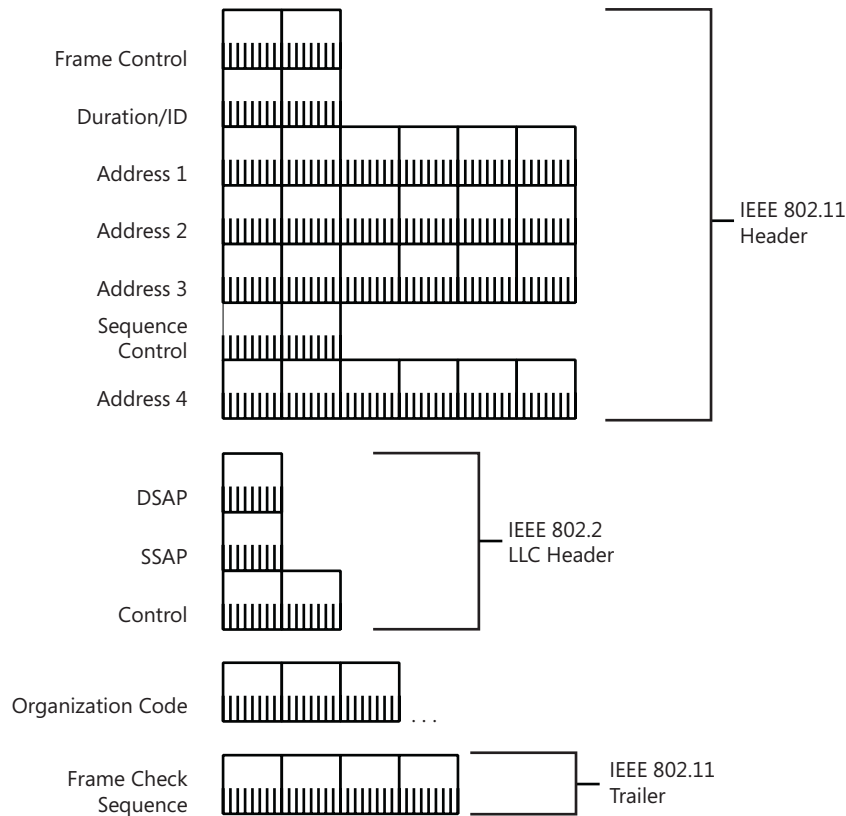 Frame Control
Duration/ID
Address 1
Address 2
IEEE 802.11
Header
Address 3
Sequence
Control
Address 4
DSAP
SSAP
IEEE 802.2
LLC Header
Control
Organization Code
. . .
Frame Check
Sequence
IEEE 802.11
Trailer